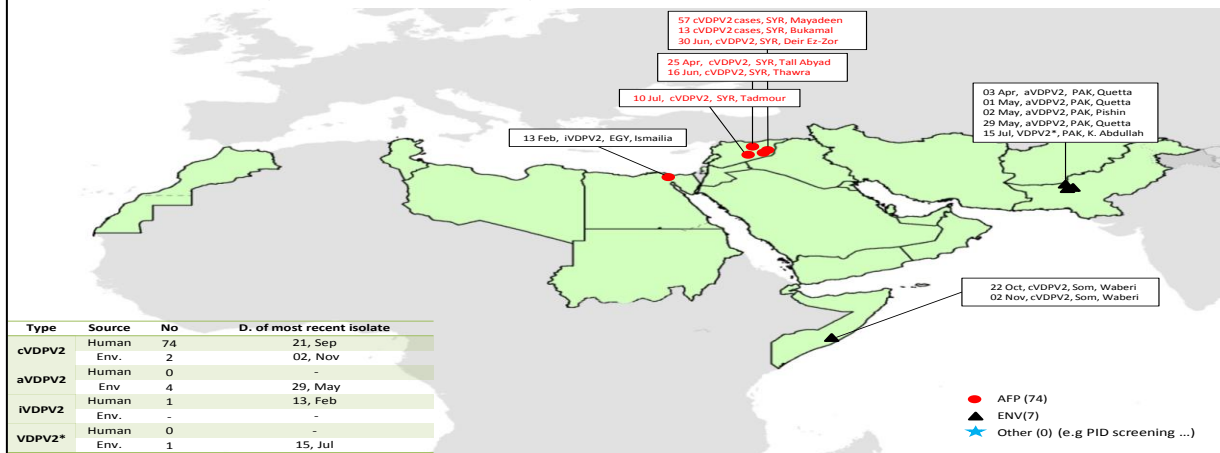 57 cVDPV2 cases, SYR, Mayadeen
13 cVDPV2 cases, SYR, Bukamal
30 Jun, cVDPV2, SYR, Deir Ez-Zor
25 Apr, cVDPV2, SYR, Tall Abyad
16 Jun, cVDPV2, SYR, Thawra
10 Jul, cVDPV2, SYR, Tadmour
13 Feb, iVDPV2, EGY, Ismailia
03 Apr, aVDPV2, PAK, Quetta
01 May, aVDPV2, PAK, Quetta
02 May, aVDPV2, PAK, Pishin
29 May, aVDPV2, PAK, Quetta
15 Jul, VDPV2*, PAK, K. Abdullah
22 Oct, cVDPV2, Som, Waberi
02 Nov, cVDPV2, Som, Waberi
Type Source No D. of most recent isolate
cVDPV2 Human 74 21, Sep
Env. 2 02, Nov
aVDPV2 Human 0 -
Env 4 29, May
iVDPV2 Human 1 13, Feb
Env. - -
VDPV2* Human 0 -
Env. 1 15, Jul
AFP (74)
ENV(7)
Other (0) (e.g PID screening ...)